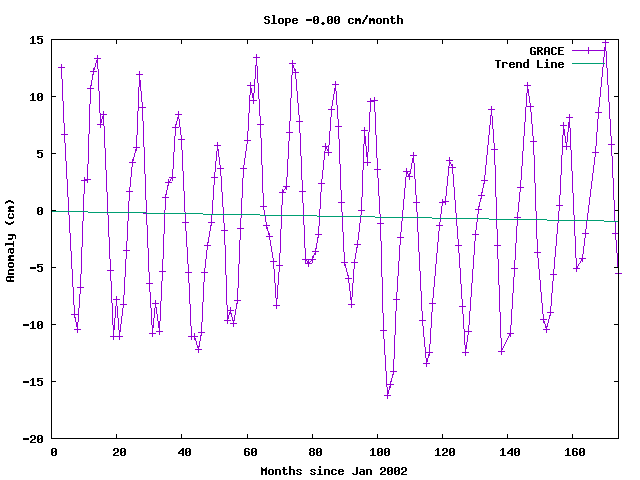 Slope -0.00 cm/month
15
10
5
0
-5
-10
-15
-20
Anomaly (cm)
GRACE
Trend Line
0 20 40 60 80 100 120 140 160
Months since Jan 2002